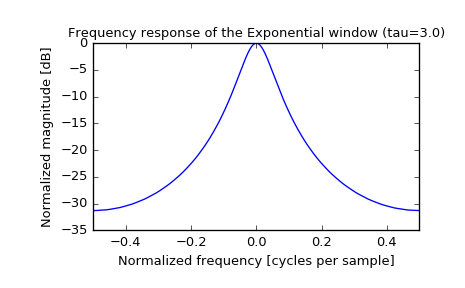 Frequency response of the Exponential window (tau=3.0)
Normalized magnitude [dB]
0
−5
−10
−15
−20
−25
−30
−35
−0.4 −0.2 0.0 0.2 0.4
Normalized frequency [cycles per sample]